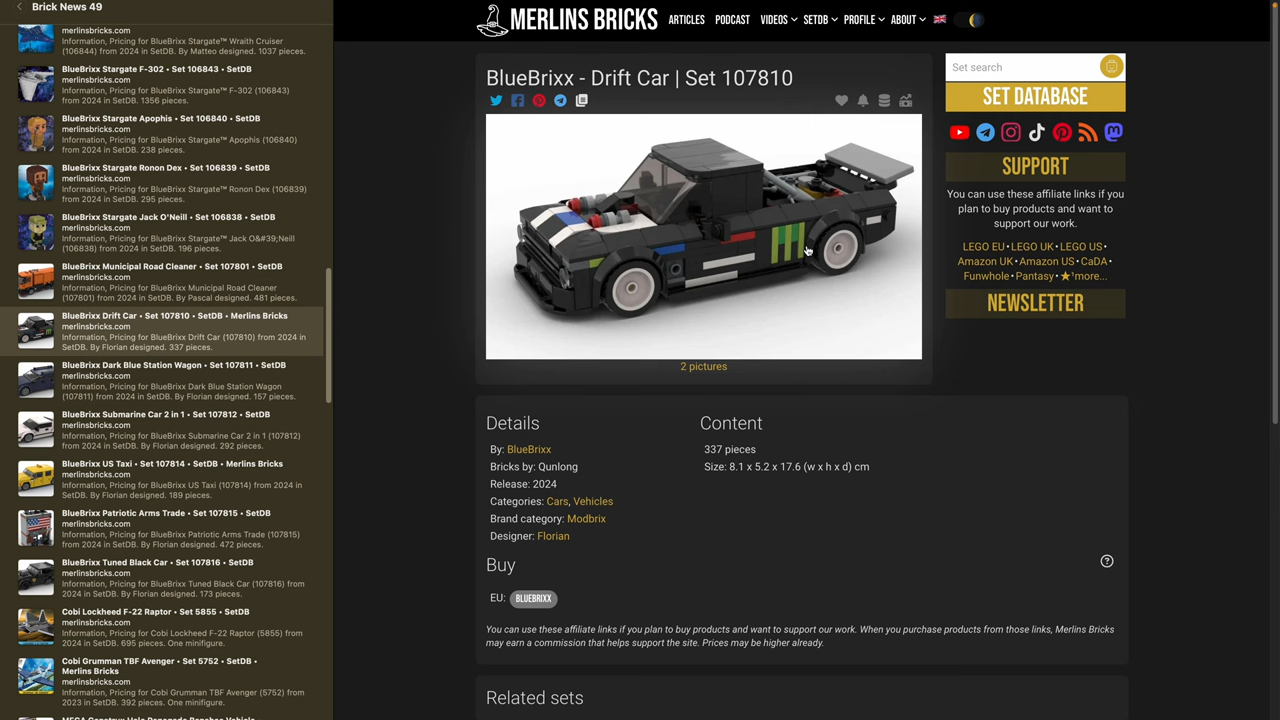 Brick News 49
merlinsbricks.com
Information, Pricing for BlueBrixx Stargate™ Wraith Cruiser
(106844) from 2024 in SetDB. By Matteo designed. 1037 pieces.
BlueBrixx Stargate F-302 • Set 106843 • SetDB
merlinsbricks.com
Information, Pricing for BlueBrixx Stargate™ F-302 (106843)
from 2024 in SetDB. 1356 pieces.
BlueBrixx Stargate Apophis • Set 106840 • SetDB
merlinsbricks.com
Information, Pricing for BlueBrixx Stargate™ Apophis (106840)
from 2024 in SetDB. 238 pieces.
BlueBrixx Stargate Ronon Dex • Set 106839 • SetDB
merlinsbricks.com
Information, Pricing for BlueBrixx Stargate™ Ronon Dex (106839)
from 2024 in SetDB. 295 pieces.
BlueBrixx Stargate Jack O'Neill • Set 106838 • SetDB
merlinsbricks.com
Information, Pricing for BlueBrixx Stargate™ Jack O&#39;Neill
(106838) from 2024 in SetDB. 196 pieces.
BlueBrixx Municipal Road Cleaner • Set 107801 • SetDB
merlinsbricks.com
Information, Pricing for BlueBrixx Municipal Road Cleaner
(107801) from 2024 in SetDB. By Pascal designed. 481 pieces.
BlueBrixx Drift Car • Set 107810 • SetDB • Merlins Bricks
merlinsbricks.com
Information, Pricing for BlueBrixx Drift Car (107810) from 2024 in
SetDB. By Florian designed. 337 pieces.
BlueBrixx Dark Blue Station Wagon • Set 107811 • SetDB
merlinsbricks.com
Information, Pricing for BlueBrixx Dark Blue Station Wagon
(107811) from 2024 in SetDB. By Florian designed. 157 pieces.
BlueBrixx Submarine Car 2 in 1 • Set 107812 • SetDB
merlinsbricks.com
Information, Pricing for BlueBrixx Submarine Car 2 in 1 (107812)
from 2024 in SetDB. By Florian designed. 292 pieces.
BlueBrixx US Taxi • Set 107814 • SetDB • Merlins Bricks
merlinsbricks.com
Information, Pricing for BlueBrixx US Taxi (107814) from 2024 in
SetDB. By Florian designed. 189 pieces.
BlueBrixx Patriotic Arms Trade • Set 107815 • SetDB
merlinsbricks.com
Information, Pricing for BlueBrixx Patriotic Arms Trade (107815)
from 2024 in SetDB. By Florian designed. 472 pieces.
BlueBrixx Tuned Black Car • Set 107816 • SetDB
merlinsbricks.com
Information, Pricing for BlueBrixx Tuned Black Car (107816) from
2024 in SetDB. By Florian designed. 173 pieces.
Cobi Lockheed F-22 Raptor • Set 5855 • SetDB
merlinsbricks.com
Information, Pricing for Cobi Lockheed F-22 Raptor (5855) from
2024 in SetDB. 695 pieces. One minifigure.
Cobi Grumman TBF Avenger • Set 5752 • SetDB •
Merlins Bricks
merlinsbricks.com
Information, Pricing for Cobi Grumman TBF Avenger (5752) from
2023 in SetDB. 392 pieces. One minifigure.
MERLINS BRICKS
ARTICLES PODCAST VIDEOS SETDB PROFILE ABOUT
BlueBrixx - Drift Car | Set 107810
2 pictures
Details
By: BlueBrixx
Bricks by: Qunlong
Release: 2024
Categories: Cars, Vehicles
Brand category: Modbrix
Designer: Florian
Content
337 pieces
Size: 8.1 x 5.2 x 17.6 (w x h x d) cm
Buy
EU: BLUEBRIXX
You can use these affiliate links if you plan to buy products and want to support our work. When you purchase products from those links, Merlins Bricks
may earn a commission that helps support the site. Prices may be higher already.
Related sets
Set search
SET DATABASE
SUPPORT
You can use these affiliate links if
you plan to buy products and
want to support our work.
LEGO EU • LEGO UK • LEGO US •
Amazon UK • Amazon US • CaDA •
Funwhole • Pantasy • ★'more...
NEWSLETTER